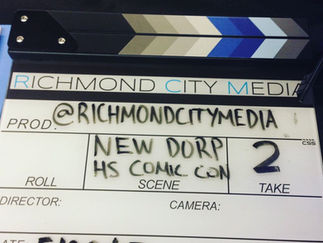 RICHMOND CITY MEDIA
PROD. @RICHMONDCITYMEDIA
NEW DORP 2
HS COMIC CON
ROLL SCENE TAKE
DIRECTOR: CAMERA: